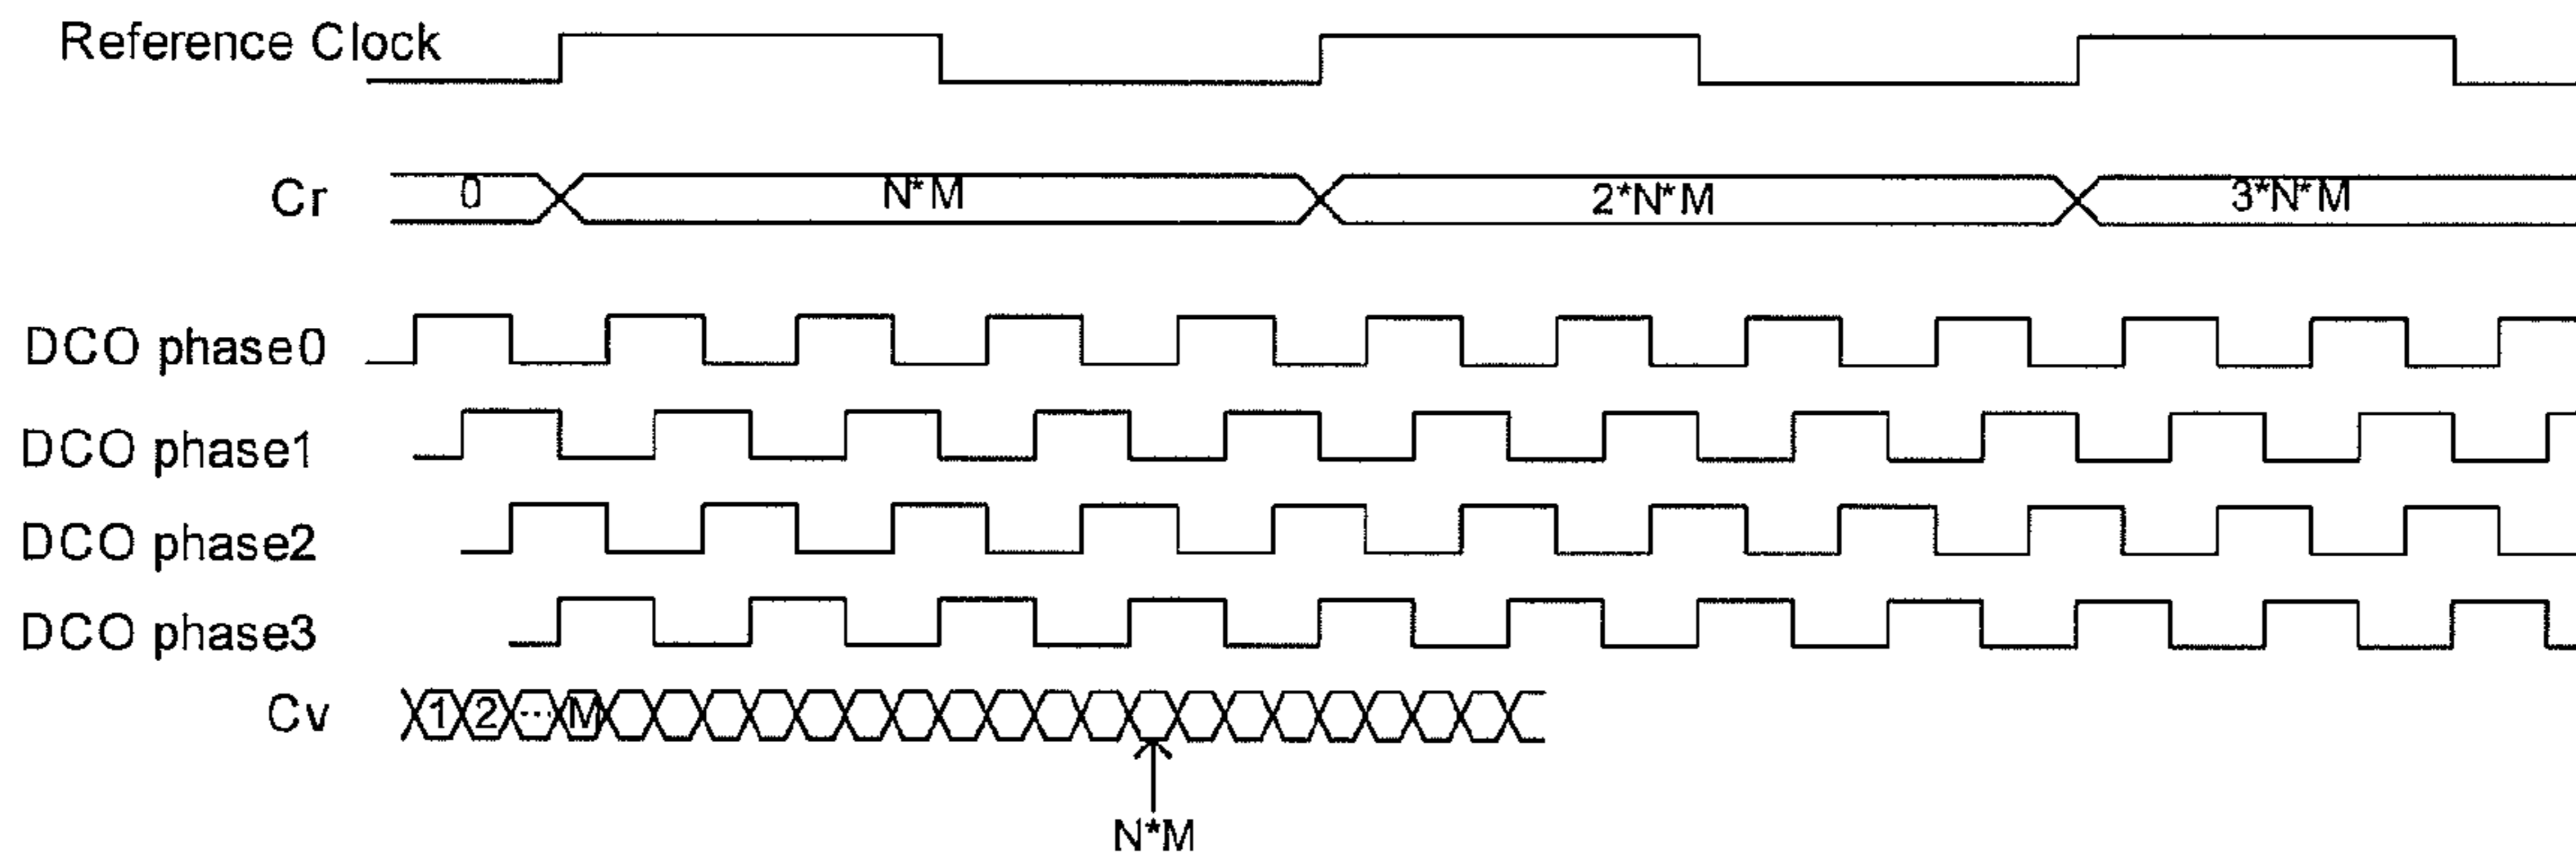 Reference Clock
Cr 0 N*M 2*N*M 3*N*M
DCO phase0
DCO phase1
DCO phase2
DCO phase3
Cv 1 2 ... M
N*M